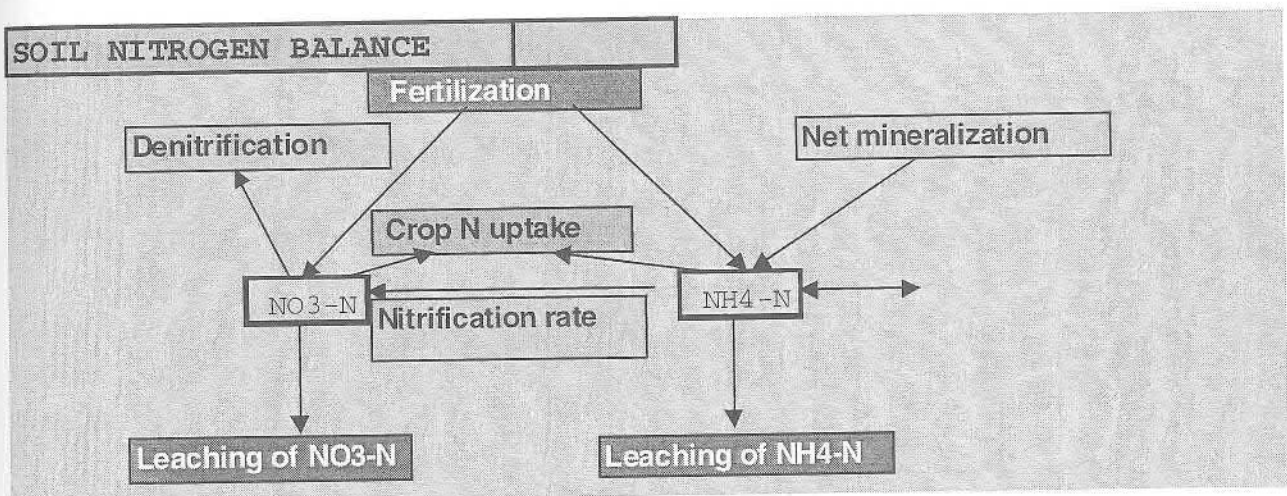 SOIL NITROGEN BALANCE
Fertilization
Denitrification
Net mineralization
Crop N uptake
NO3-N
NH4-N
Nitrification rate
Leaching of NO3-N
Leaching of NH4-N